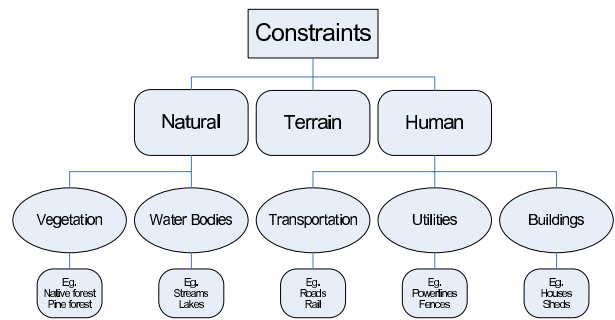 Constraints
Natural
Terrain
Human
Vegetation
Water Bodies
Transportation
Utilities
Buildings
Eg.
Native forest
Pine forest
Eg.
Streams
Lakes
Eg.
Roads
Rail
Eg.
Powerlines
Fences
Eg.
Houses
Sheds